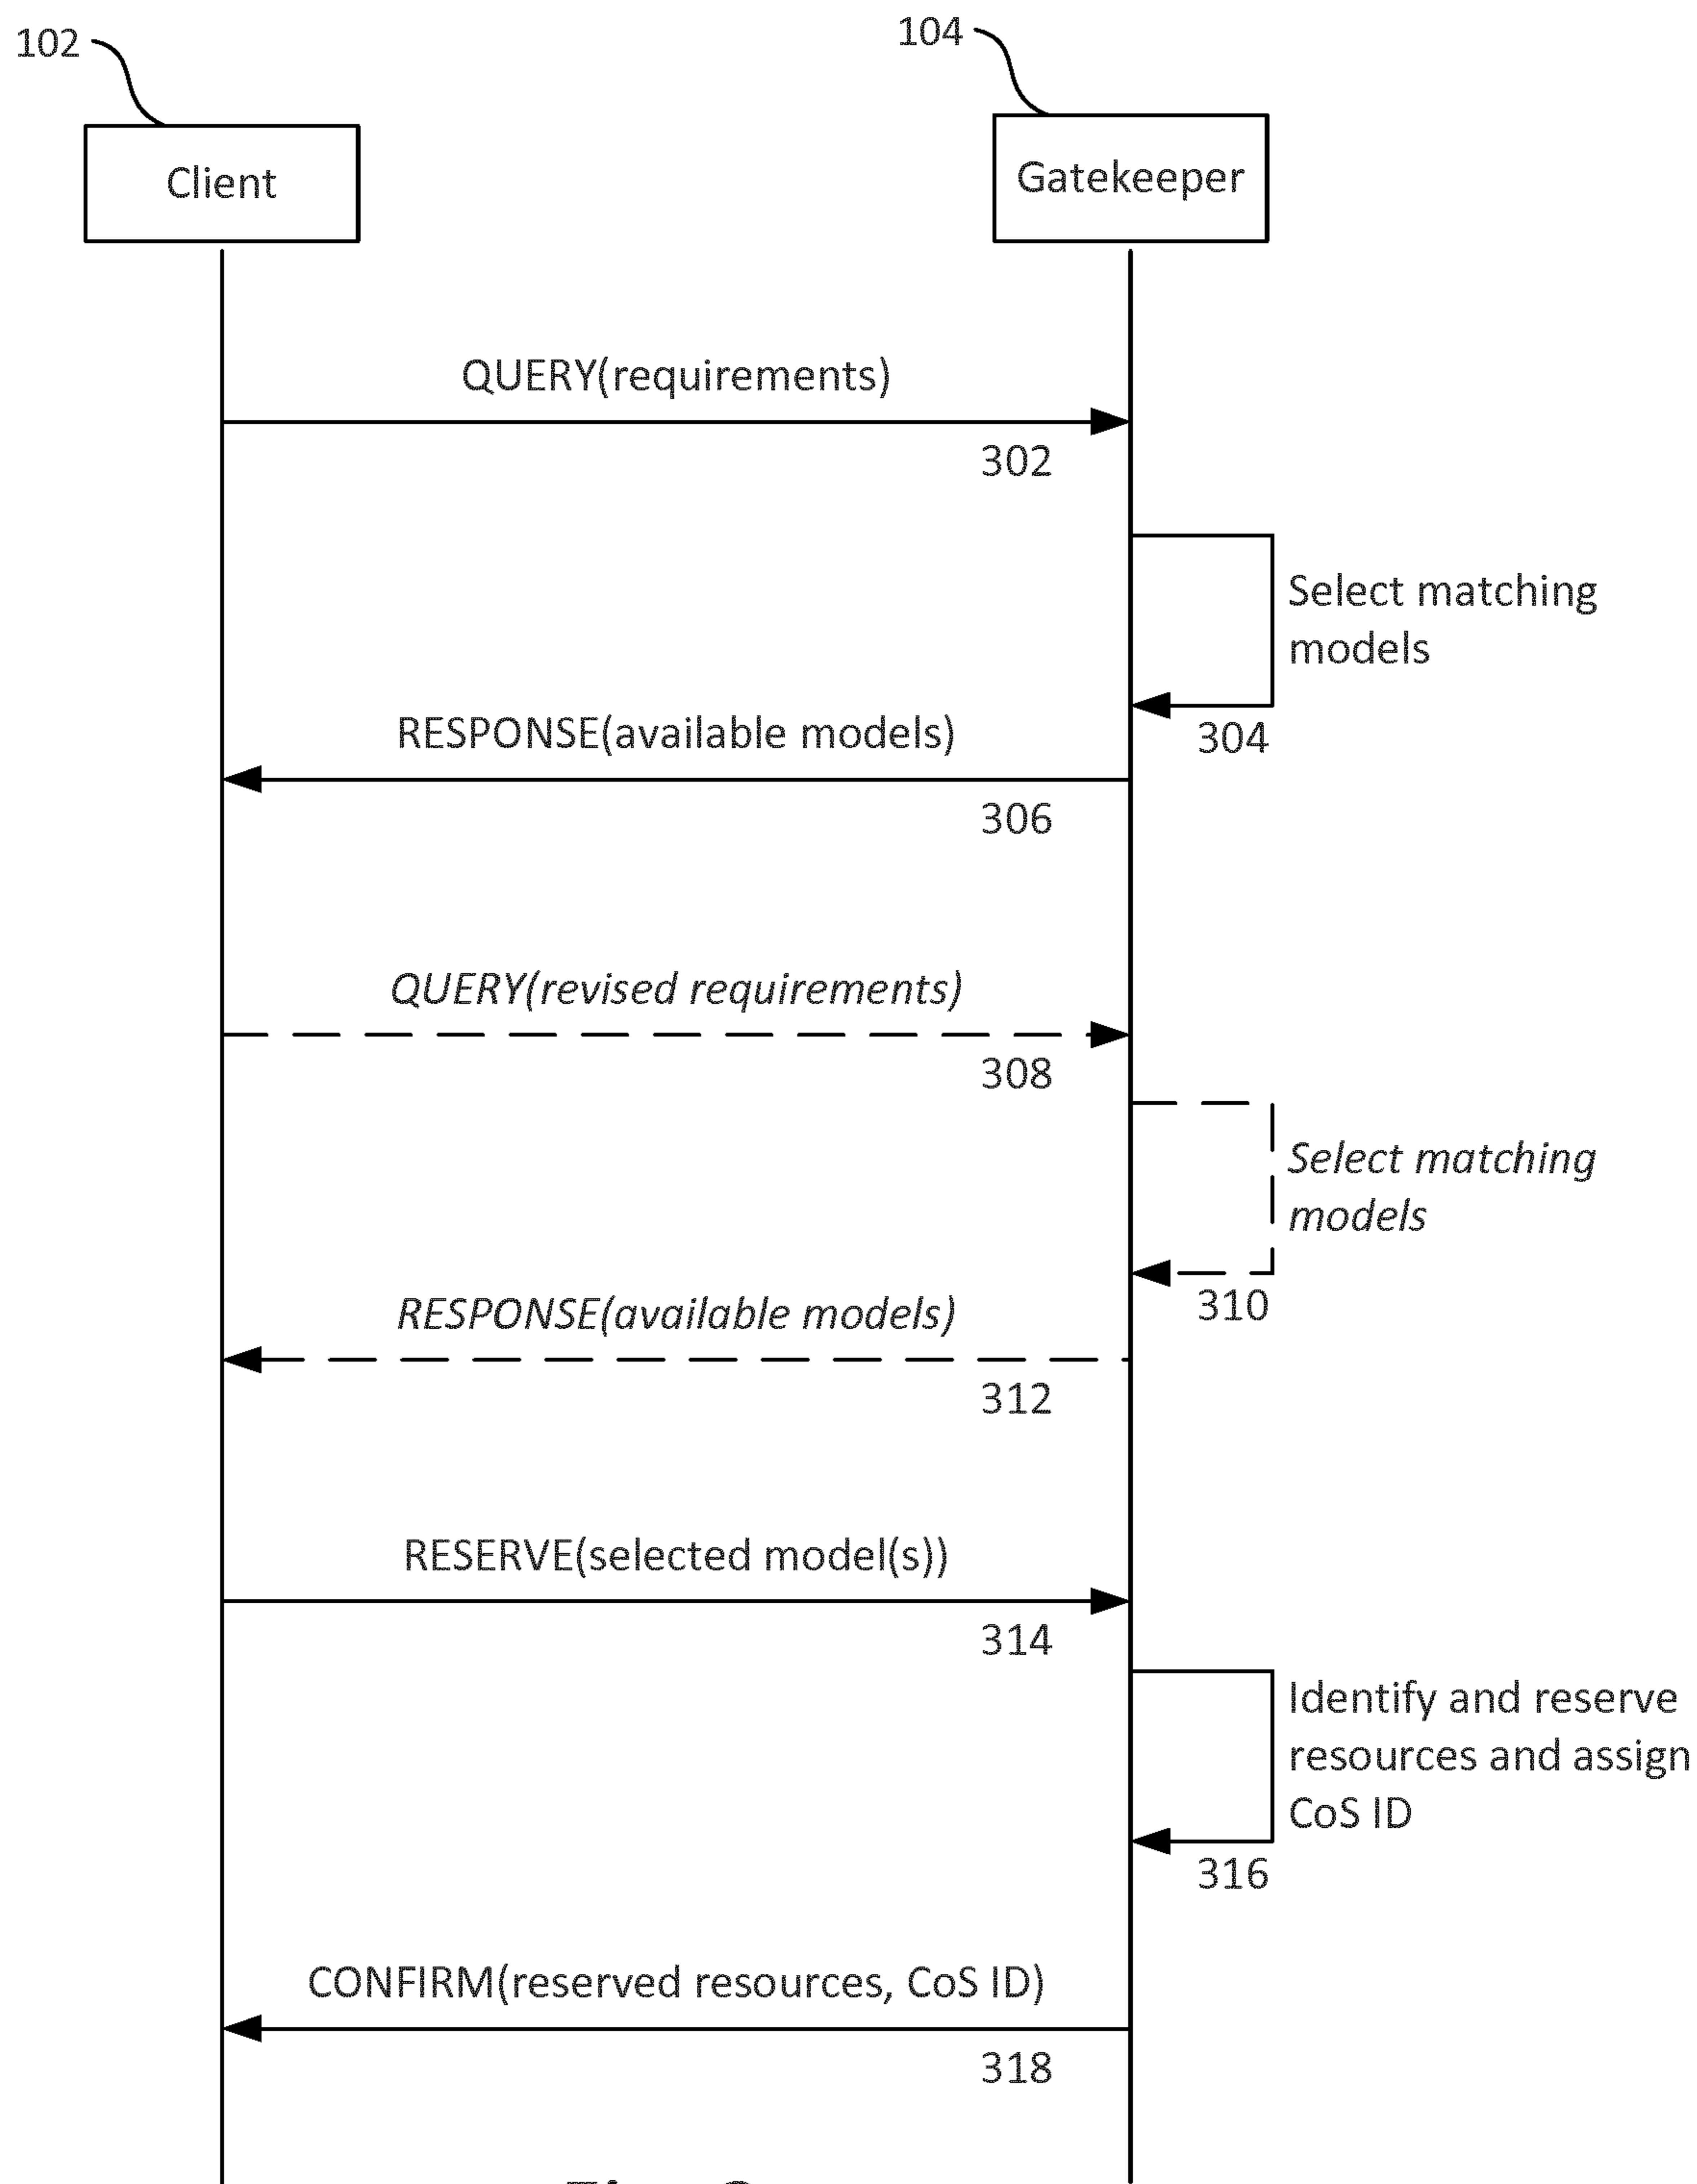 102
104
Client
Gatekeeper
QUERY(requirements)
302
Select matching
models
304
RESPONSE(available models)
306
QUERY(revised requirements)
308
Select matching
models
310
RESPONSE(available models)
312
RESERVE(selected model(s))
314
Identify and reserve
resources and assign
CoS ID
316
CONFIRM(reserved resources, CoS ID)
318